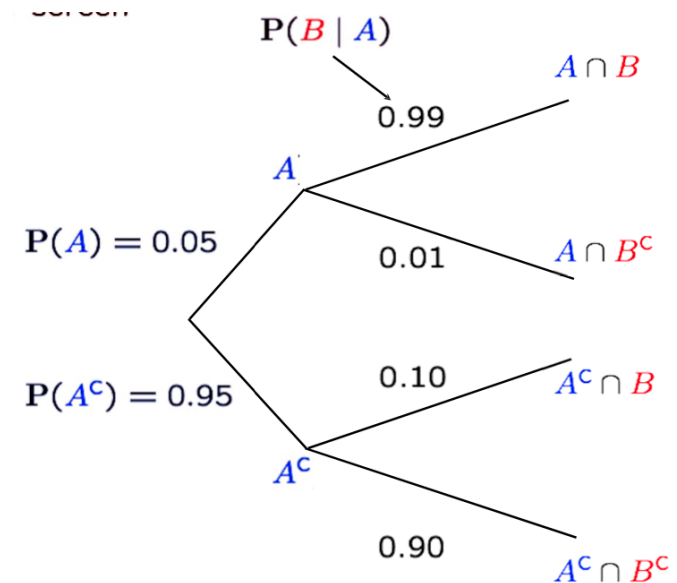 P(B | A)
A ∩ B
0.99
A
P(A) = 0.05
A ∩ Bᶜ
0.01
0.10
Aᶜ ∩ B
P(Aᶜ) = 0.95
Aᶜ
0.90
Aᶜ ∩ Bᶜ